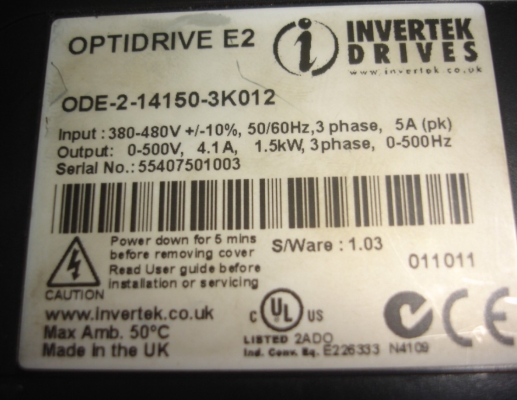 OPTIDRIVE E2
i INVERTEK
DRIVES
www.invertek.co.uk
ODE-2-14150-3K012
Input : 380-480V +/-10%, 50/60Hz, 3 phase, 5A (pk)
Output: 0-500V, 4.1A, 1.5kW, 3 phase, 0-500Hz
Serial No.: 55407501003
Power down for 5 mins
before removing cover
Read User guide before
installation or servicing
CAUTION
S/Ware : 1.03
011011
www.invertek.co.uk
Max Amb. 50°C
Made in the UK
C UL US
LISTED 2ADO
Ind. Conv. Eq. E226333
N4109
CE